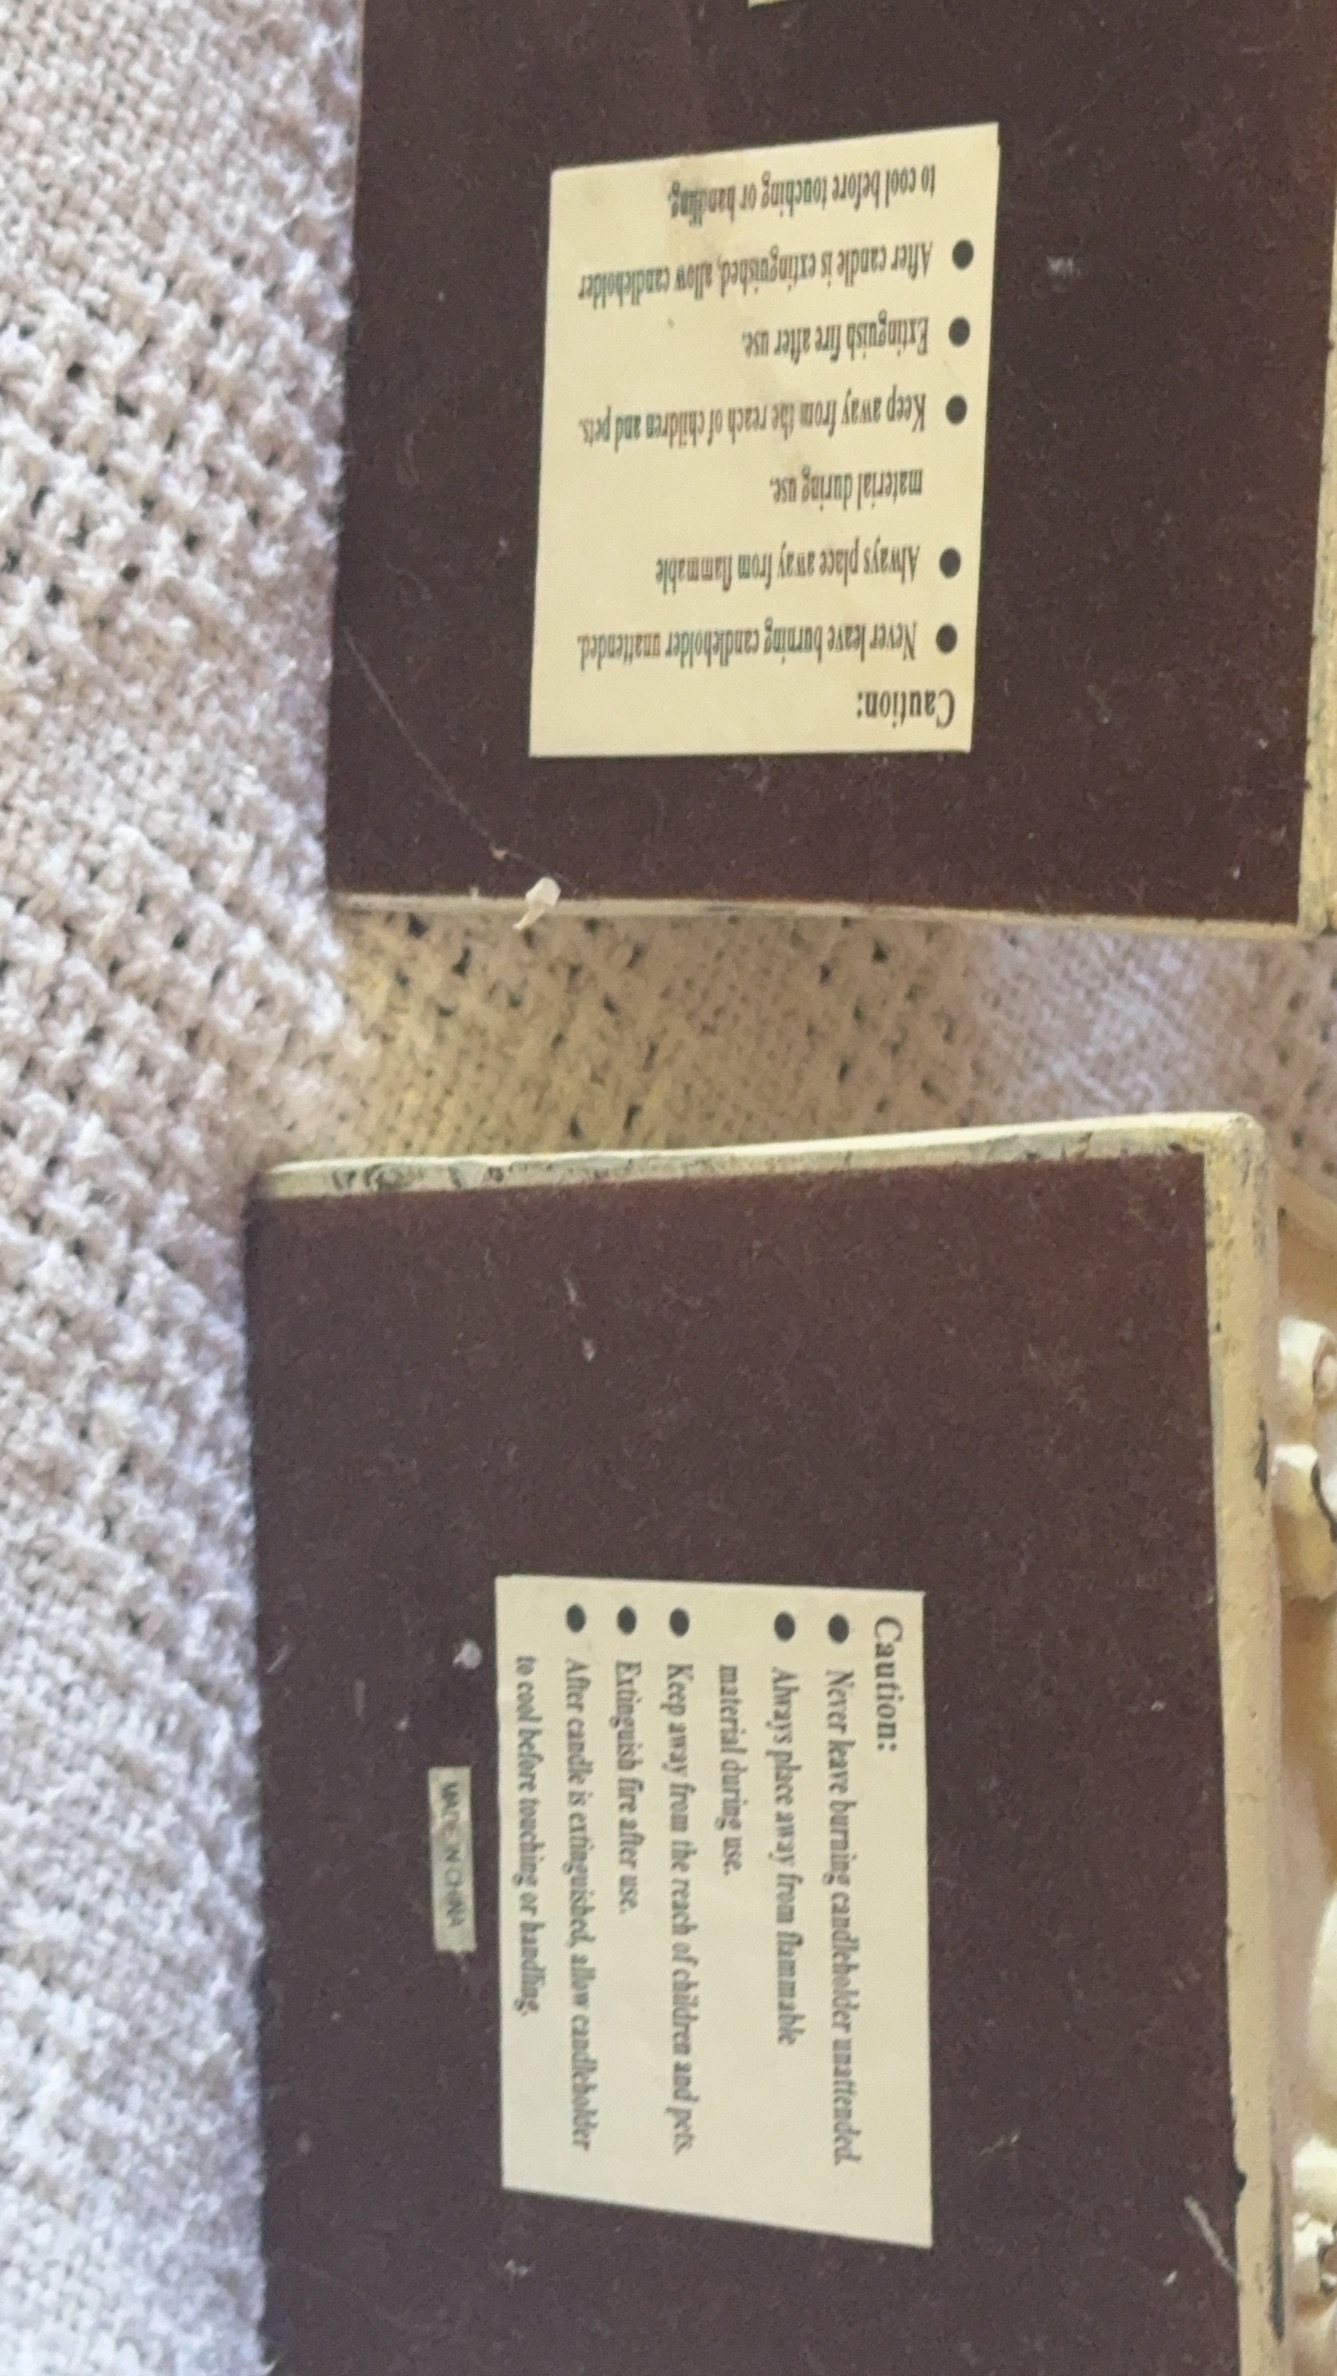 Caution:
● Never leave burning candleholder unattended.
● Always place away from flammable
material during use.
● Keep away from the reach of children and pets.
● Extinguish fire after use.
● After candle is extinguished, allow candleholder
to cool before touching or handling.
Caution:
● Never leave burning candleholder unattended.
● Always place away from flammable
material during use.
● Keep away from the reach of children and pets.
● Extinguish fire after use.
● After candle is extinguished, allow candleholder
to cool before touching or handling.
MADE IN CHINA